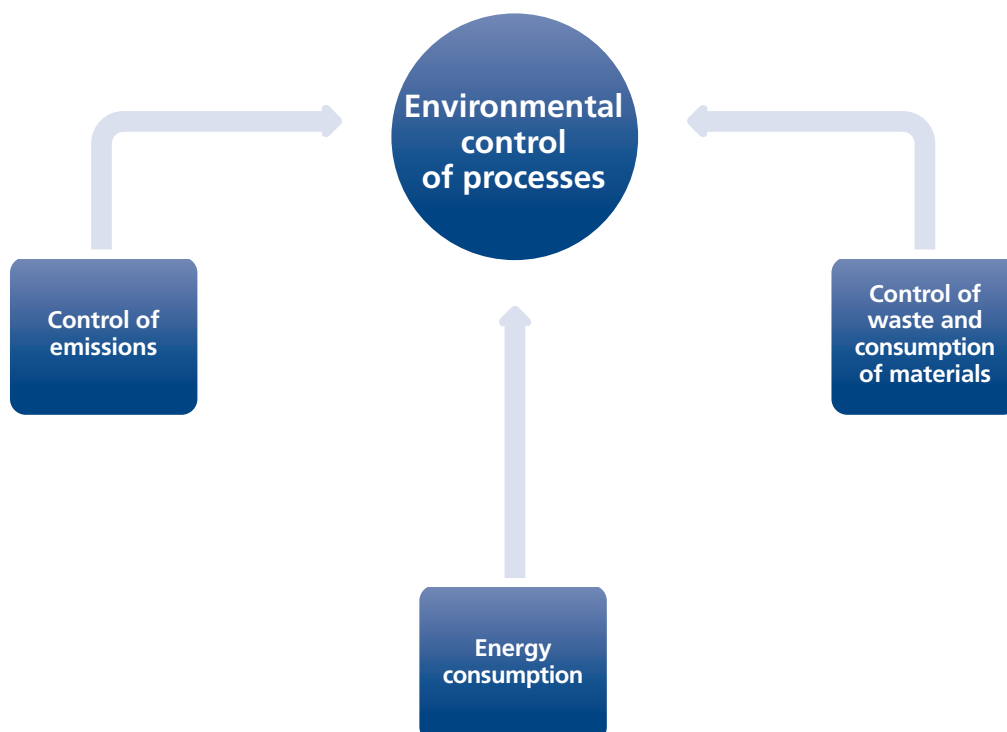 Environmental
control
of processes
Control of
emissions
Control of
waste and
consumption
of materials
Energy
consumption